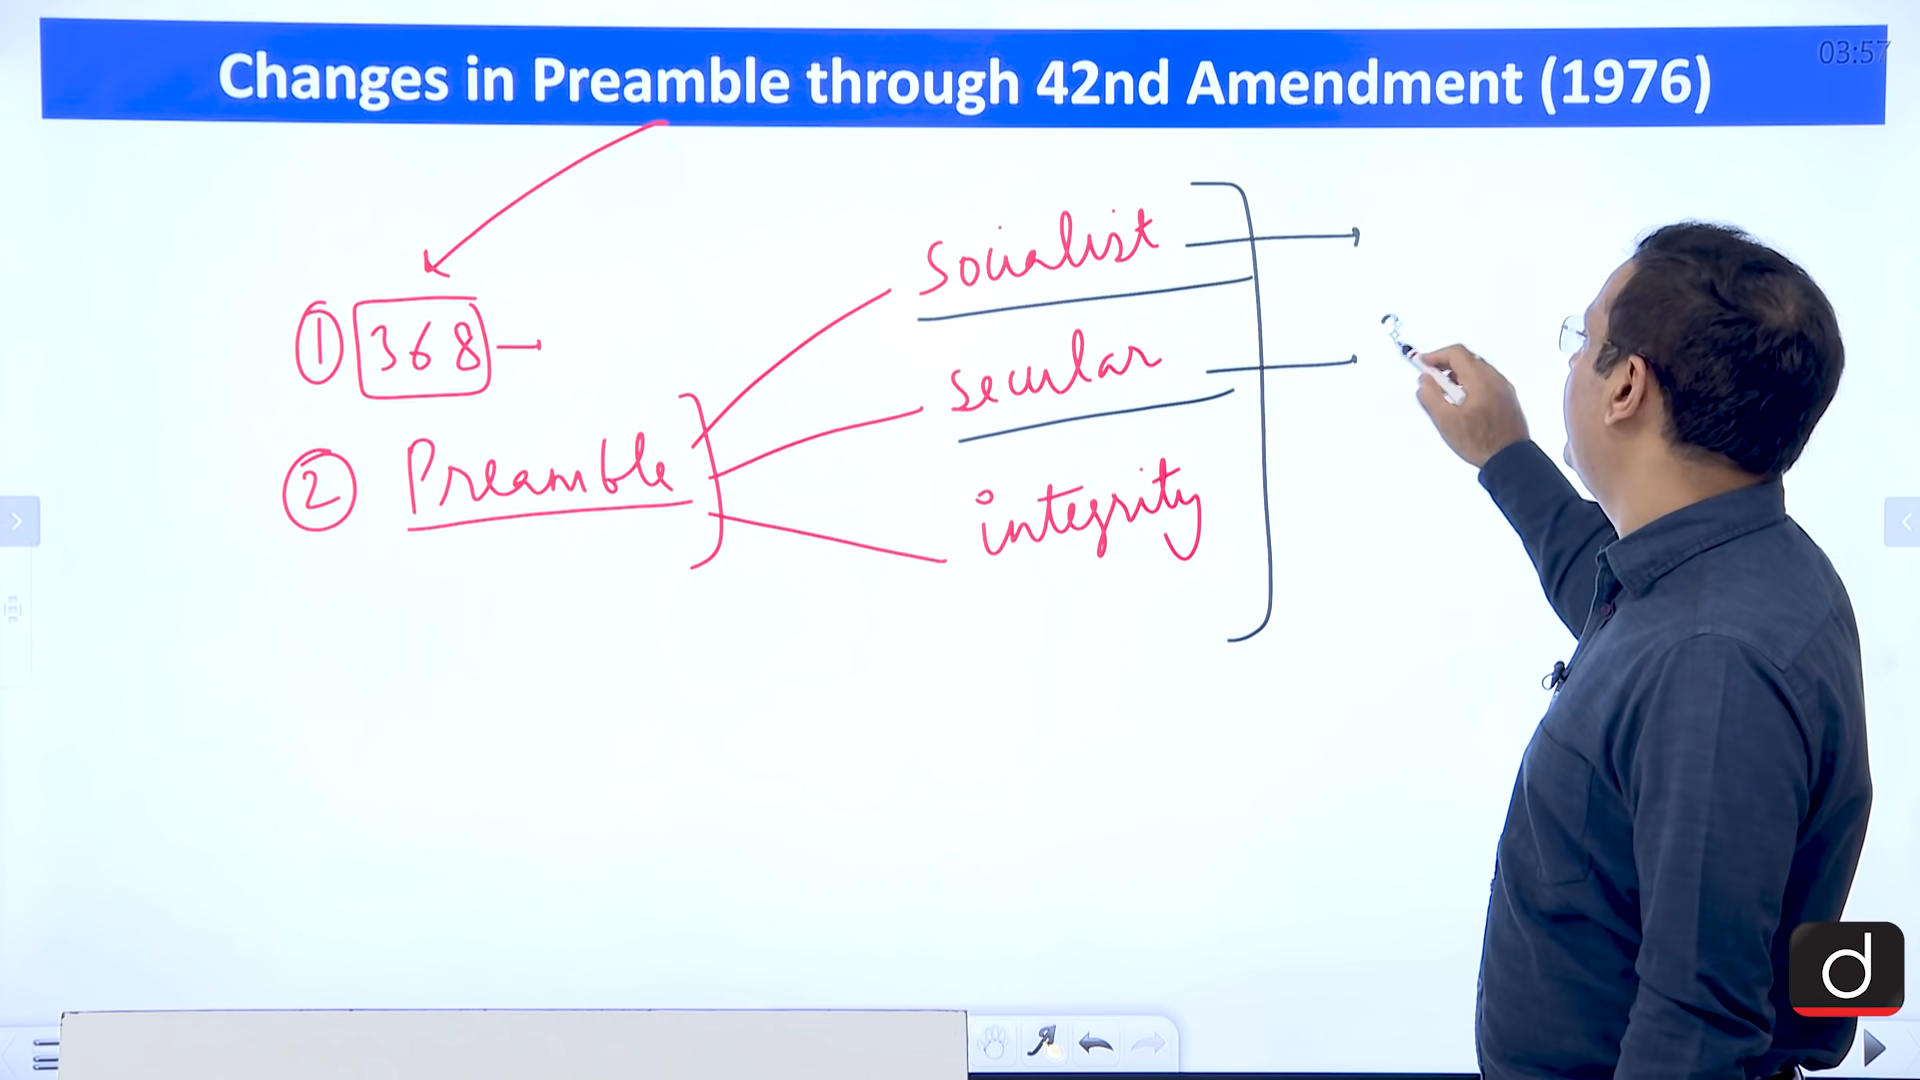 Changes in Preamble through 42nd Amendment (1976)
03:57
① 368
Socialist
Secular
② Preamble
integrity
d